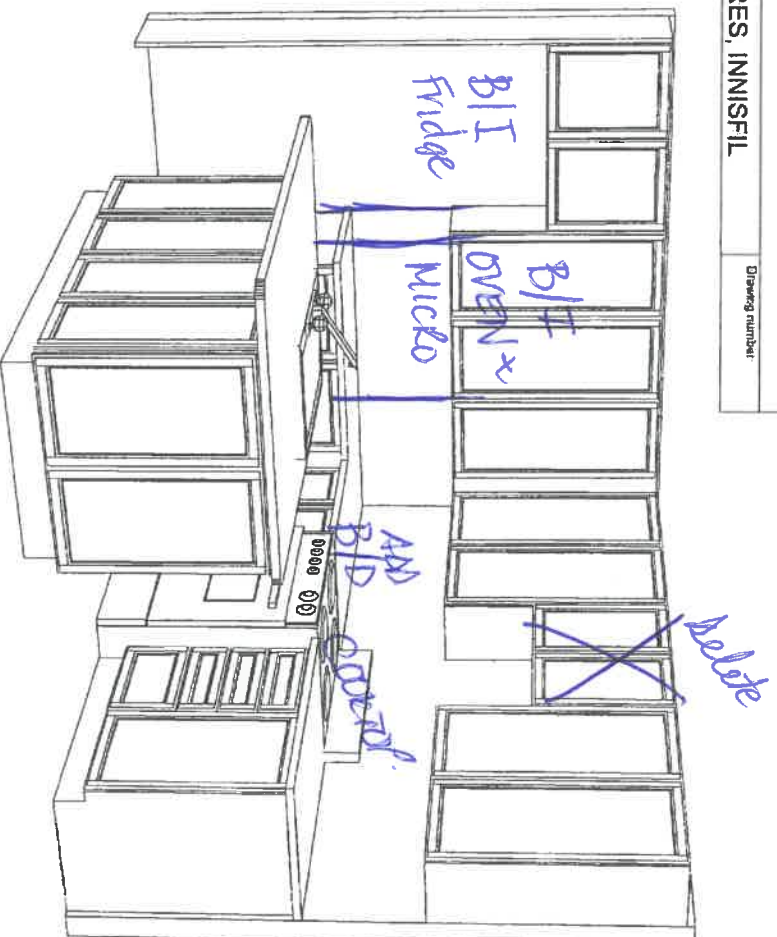 RES, INNISFIL
Drawing number
B/I
Fridge
B/I
OVEN x
MICRO
Delete
ADD
B/D
COOKTOP.